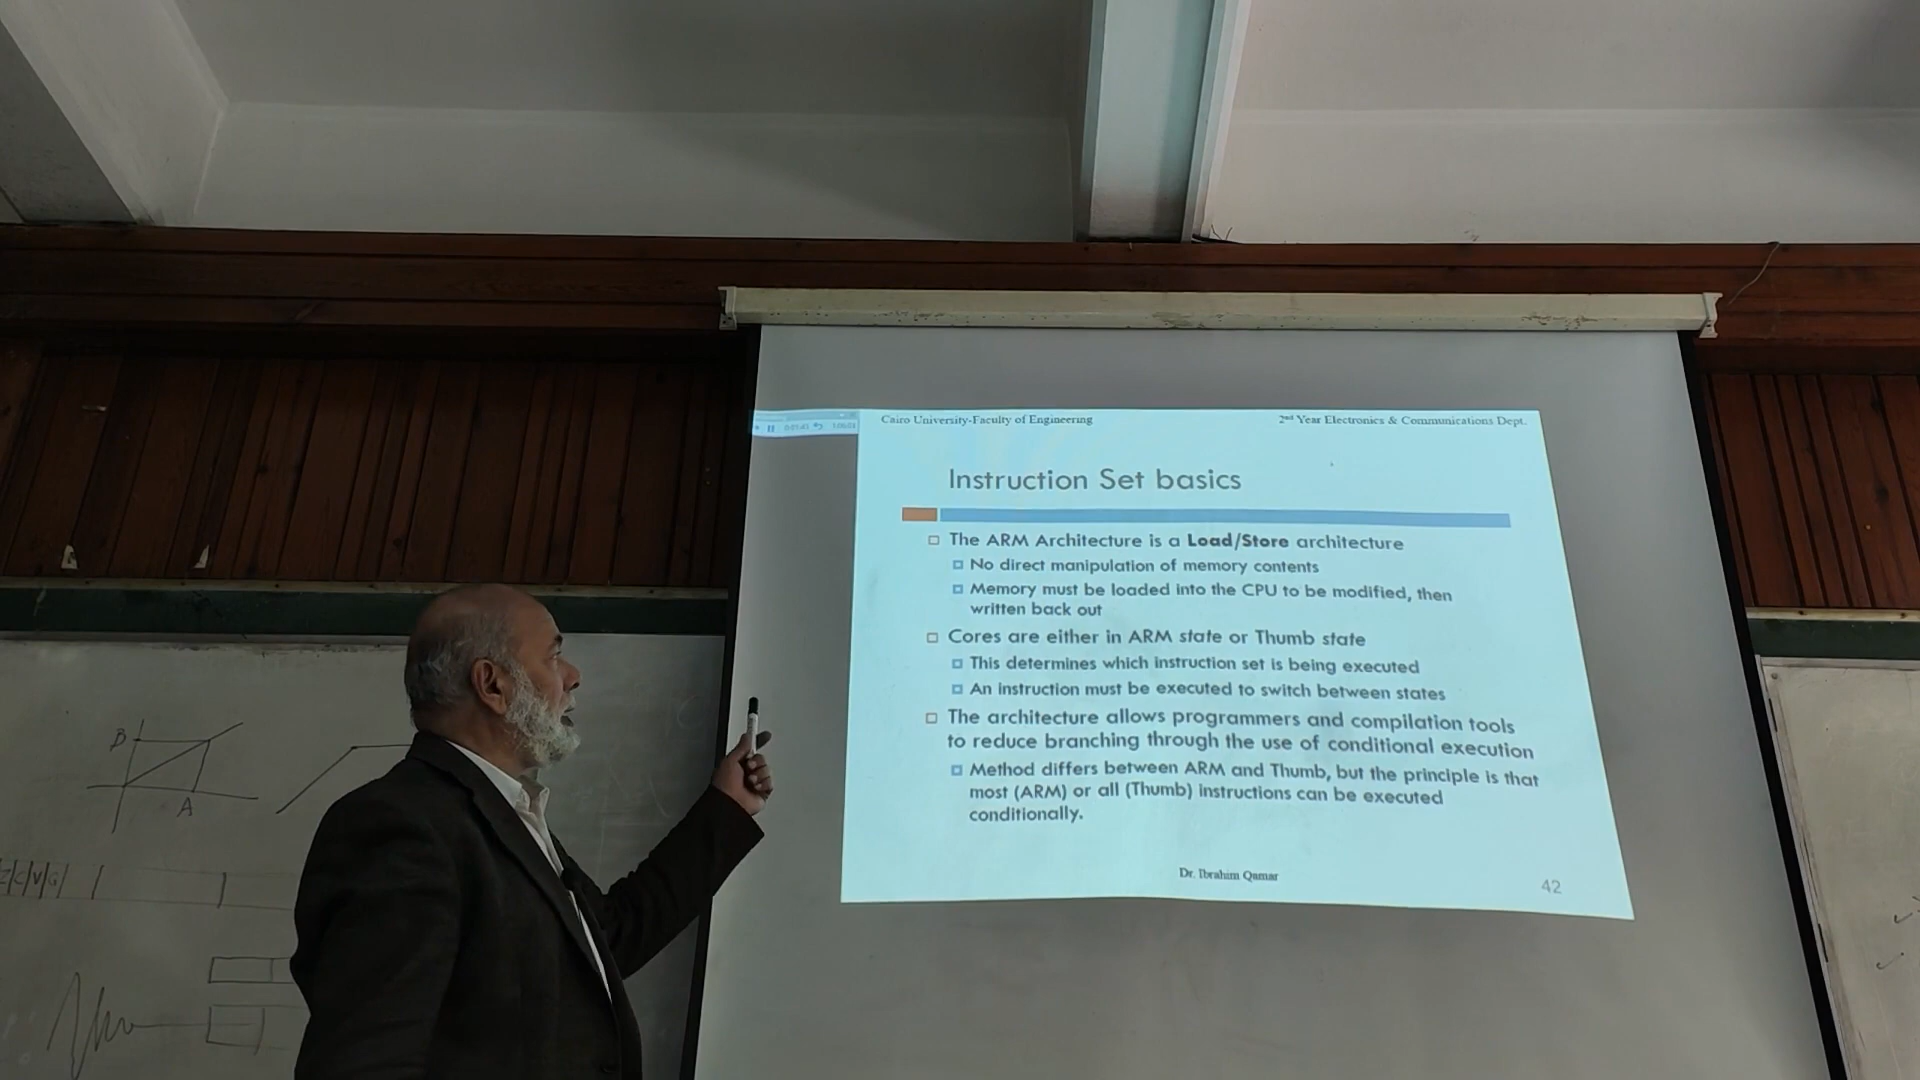 Cairo University-Faculty of Engineering
2nd Year Electronics & Communications Dept.
Instruction Set basics
The ARM Architecture is a Load/Store architecture
No direct manipulation of memory contents
Memory must be loaded into the CPU to be modified, then
written back out
Cores are either in ARM state or Thumb state
This determines which instruction set is being executed
An instruction must be executed to switch between states
The architecture allows programmers and compilation tools
to reduce branching through the use of conditional execution
Method differs between ARM and Thumb, but the principle is that
most (ARM) or all (Thumb) instructions can be executed
conditionally.
Dr. Ibrahim Qamar
42
B
A